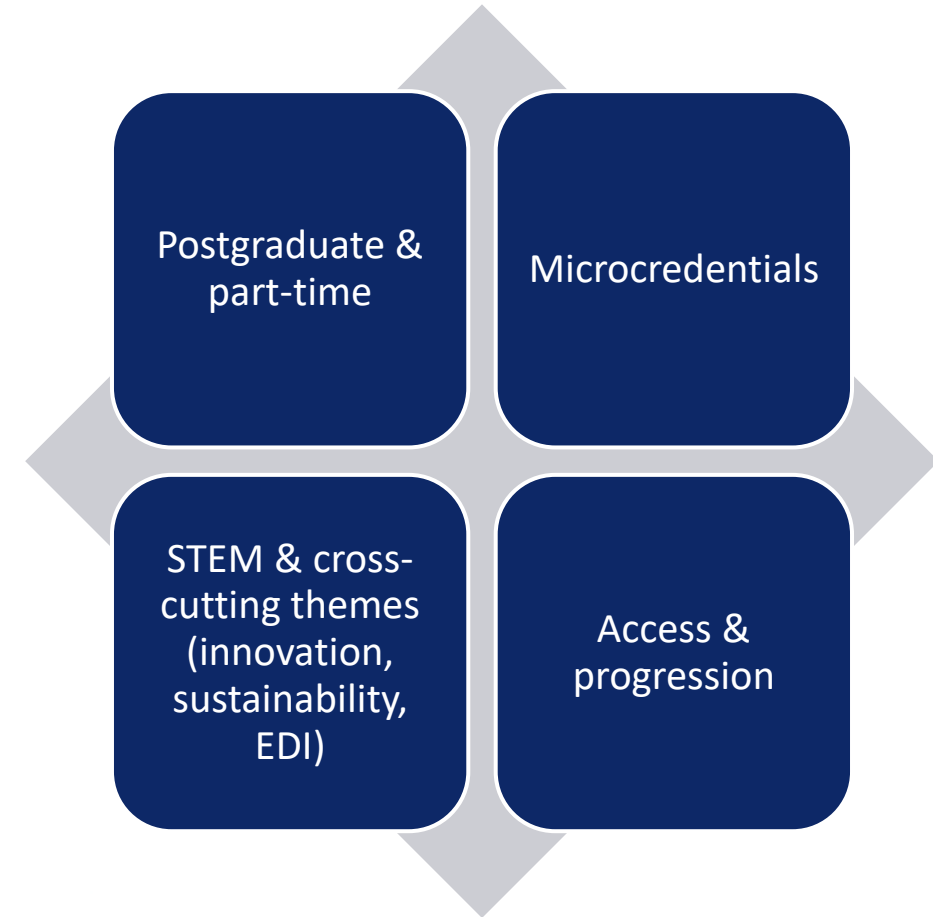 Postgraduate &
part-time
Microcredentials
STEM & cross-
cutting themes
(innovation,
sustainability,
EDI)
Access &
progression